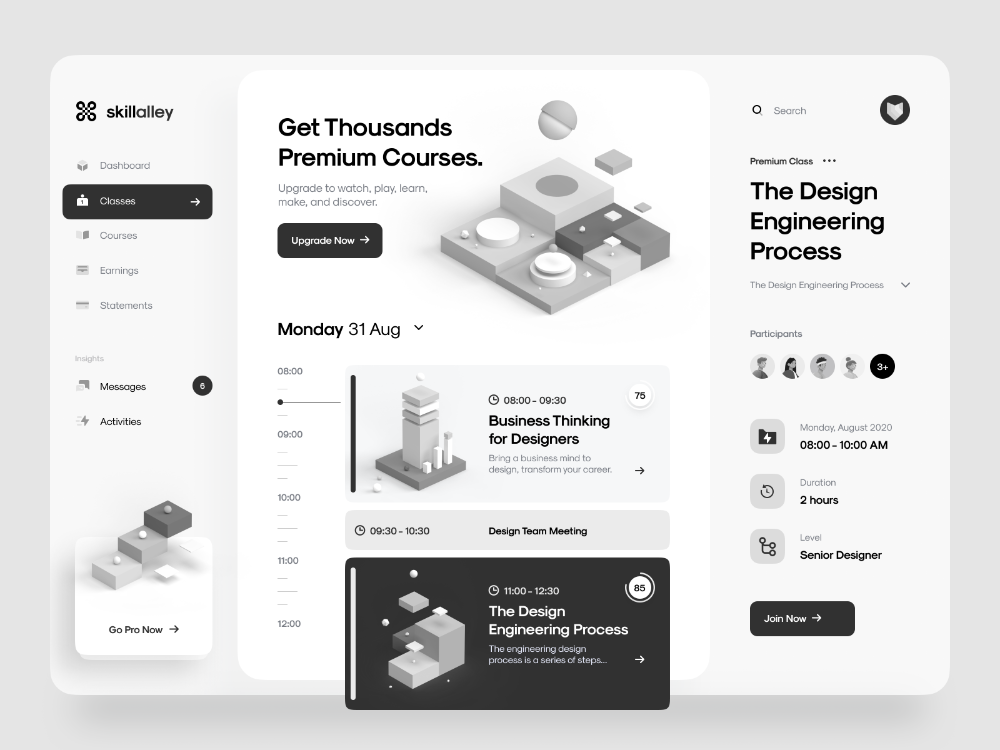 skillalley
Dashboard
Classes
Courses
Earnings
Statements
Insights
Messages
6
Activities
Go Pro Now
Get Thousands
Premium Courses.
Upgrade to watch, play, learn,
make, and discover.
Upgrade Now
Monday 31 Aug
08:00
09:00
10:00
11:00
12:00
08:00 - 09:30
75
Business Thinking
for Designers
Bring a business mind to
design, transform your career.
09:30 - 10:30
Design Team Meeting
11:00 - 12:30
85
The Design
Engineering Process
The engineering design
process is a series of steps...
Search
Premium Class
The Design
Engineering
Process
The Design Engineering Process
Participants
3+
Monday, August 2020
08:00 - 10:00 AM
Duration
2 hours
Level
Senior Designer
Join Now